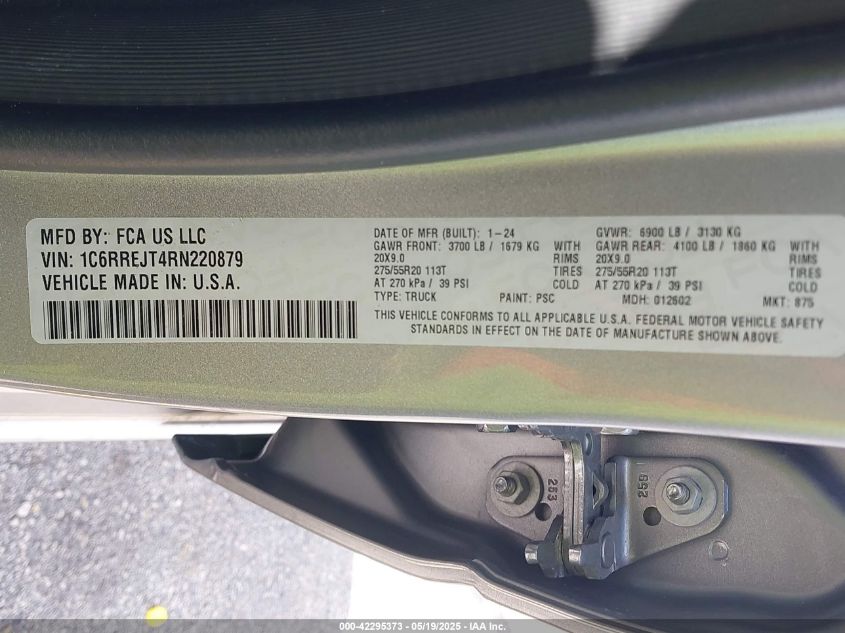 MFD BY: FCA US LLC
VIN: 1C6RREJT4RN220879
VEHICLE MADE IN: U.S.A.
DATE OF MFR (BUILT): 1-24 GVWR: 6900 LB / 3130 KG
GAWR FRONT: 3700 LB / 1679 KG WITH GAWR REAR: 4100 LB / 1860 KG WITH
20X9.0 RIMS 20X9.0 RIMS
275/55R20 113T TIRES 275/55R20 113T TIRES
AT 270 kPa / 39 PSI COLD AT 270 kPa / 39 PSI COLD
TYPE: TRUCK PAINT: PSC MDH: 012602 MKT: 875
THIS VEHICLE CONFORMS TO ALL APPLICABLE U.S.A. FEDERAL MOTOR VEHICLE SAFETY
STANDARDS IN EFFECT ON THE DATE OF MANUFACTURE SHOWN ABOVE.
253
259
000-42295373 - 05/19/2025 - IAA Inc.